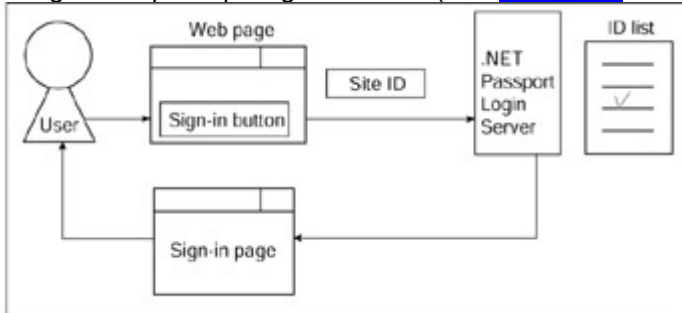 Web page
ID list
.NET
Passport
Login
Server
Site ID
User
Sign-in button
Sign-in page